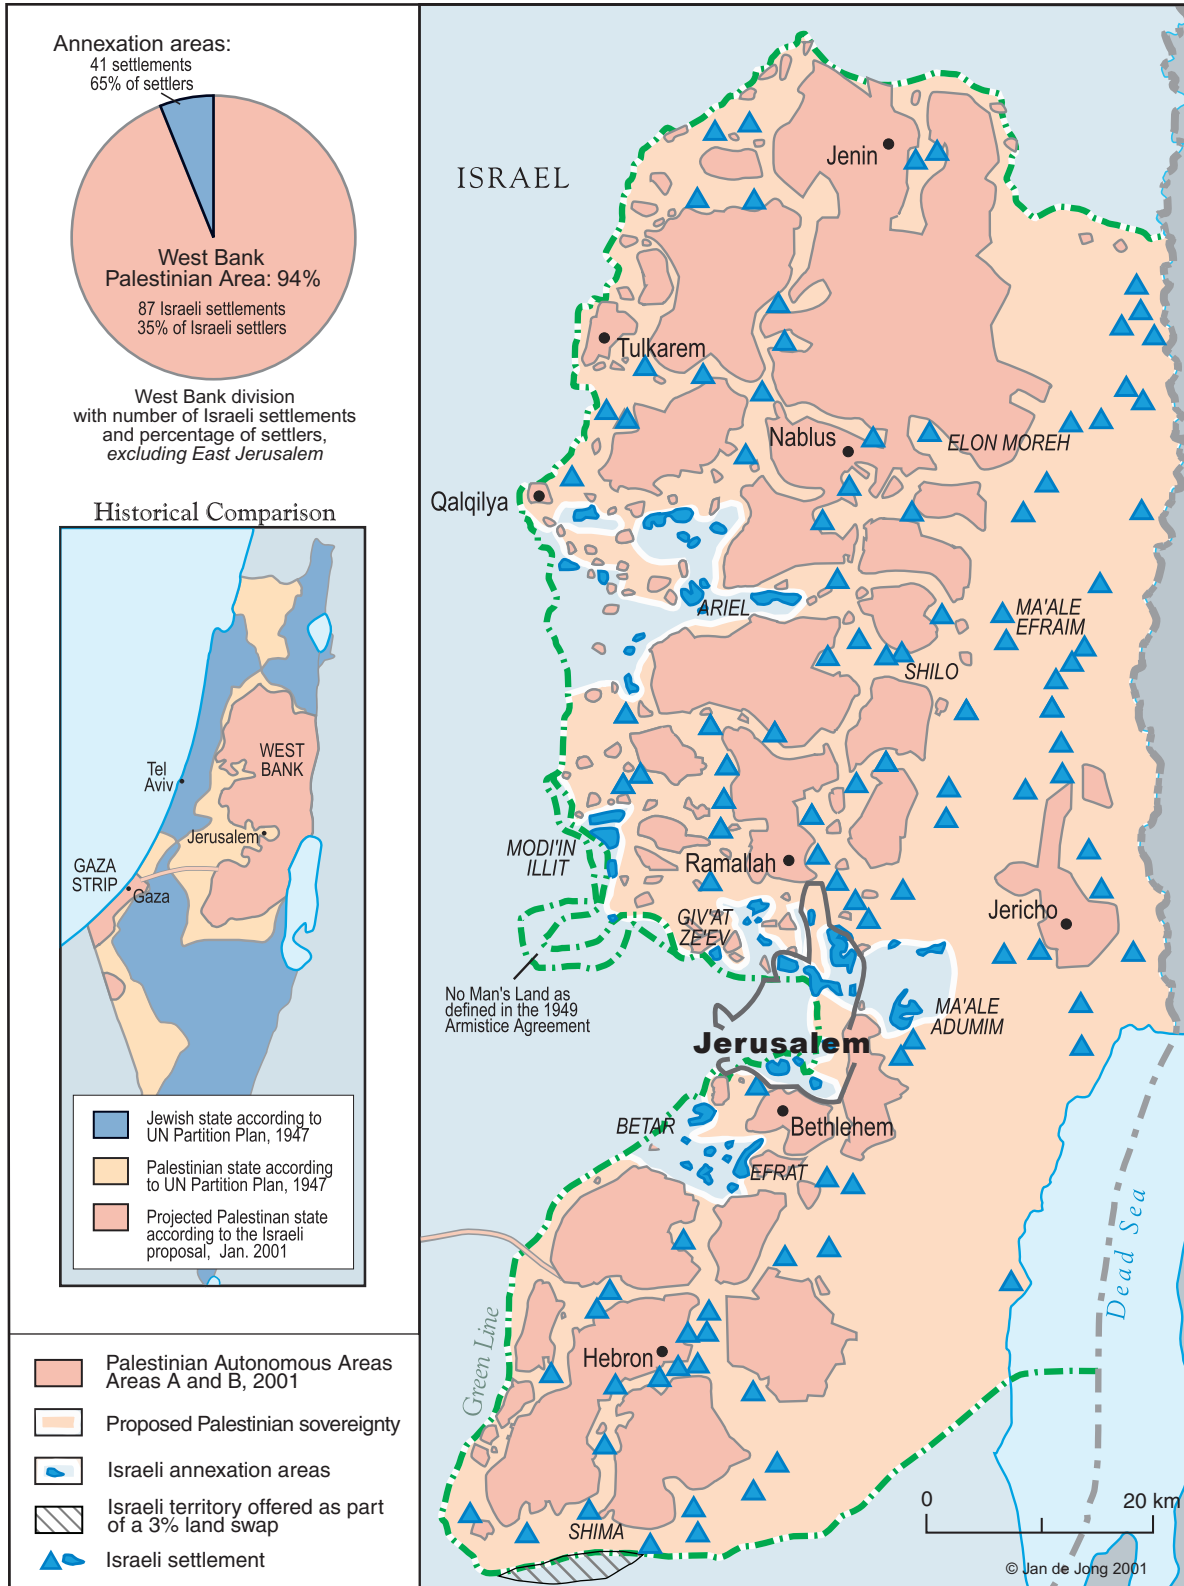 Annexation areas:
41 settlements
65% of settlers
West Bank
Palestinian Area: 94%
87 Israeli settlements
35% of Israeli settlers
West Bank division
with number of Israeli settlements
and percentage of settlers,
excluding East Jerusalem
Historical Comparison
Tel
Aviv
WEST
BANK
Jerusalem
GAZA
STRIP
Gaza
Jewish state according to
UN Partition Plan, 1947
Palestinian state according
to UN Partition Plan, 1947
Projected Palestinan state
according to the Israeli
proposal, Jan. 2001
Palestinian Autonomous Areas
Areas A and B, 2001
Proposed Palestinian sovereignty
Israeli annexation areas
Israeli territory offered as part
of a 3% land swap
Israeli settlement
ISRAEL
Jenin
Tulkarem
Nablus
ELON MOREH
Qalqilya
ARIEL
MA'ALE
EFRAIM
SHILO
MODI'IN
ILLIT
Ramallah
GIV'AT
ZE'EV
Jericho
No Man's Land as
defined in the 1949
Armistice Agreement
MA'ALE
ADUMIM
Jerusalem
BETAR
Bethlehem
EFRAT
Dead Sea
Green Line
Hebron
SHIMA
0
20 km
© Jan de Jong 2001